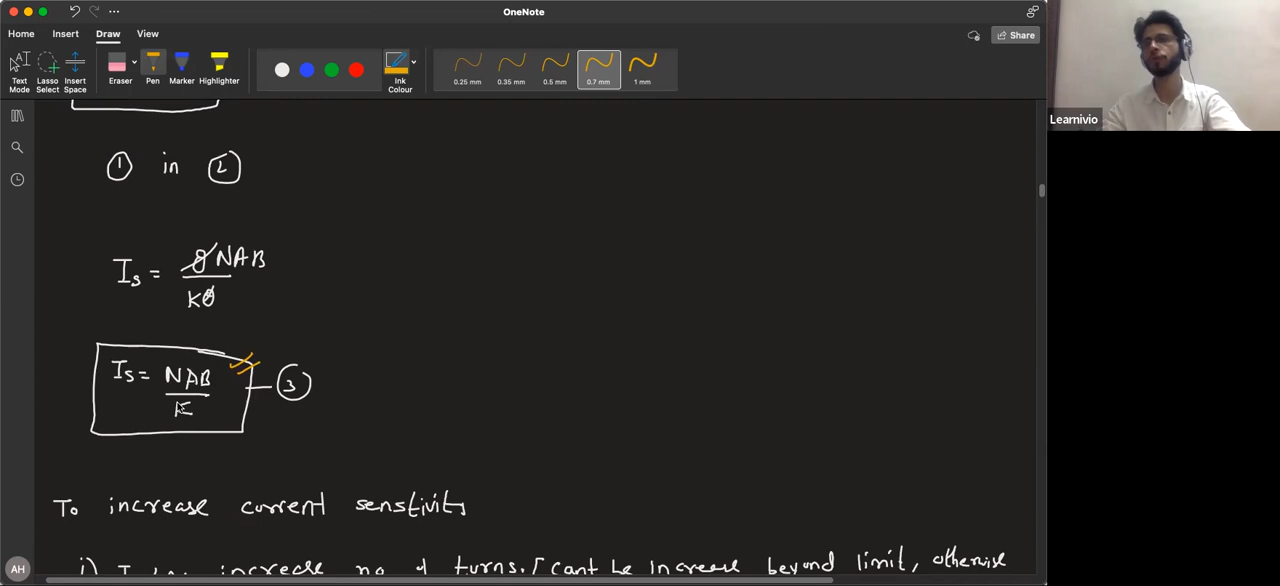 OneNote
Home Insert Draw View
Share
Text Mode
Lasso Select
Insert Space
Eraser
Pen
Marker
Highlighter
Ink Colour
0.25 mm
0.35 mm
0.5 mm
0.7 mm
1 mm
Learnivio
① in ②
Is = θNAB
kθ
Is = NAB
K
③
To increase current senstivity
i) increase no of turns. [cant be increase beyond limit, otherwise
AH